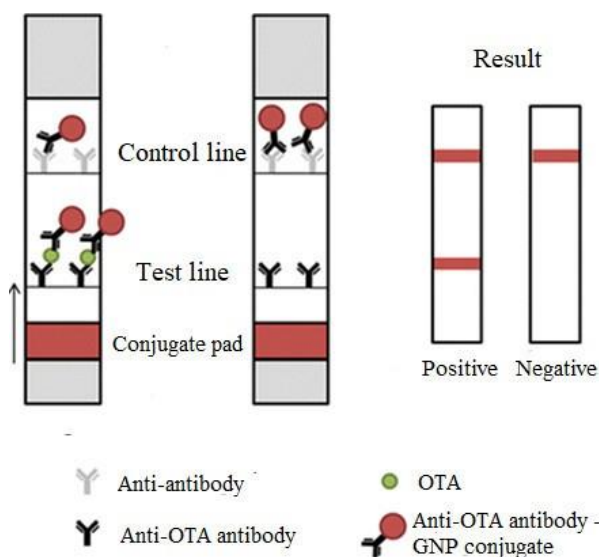 Result
Control line
Test line
Conjugate pad
Positive
Negative
Anti-antibody
OTA
Anti-OTA antibody
Anti-OTA antibody -
GNP conjugate